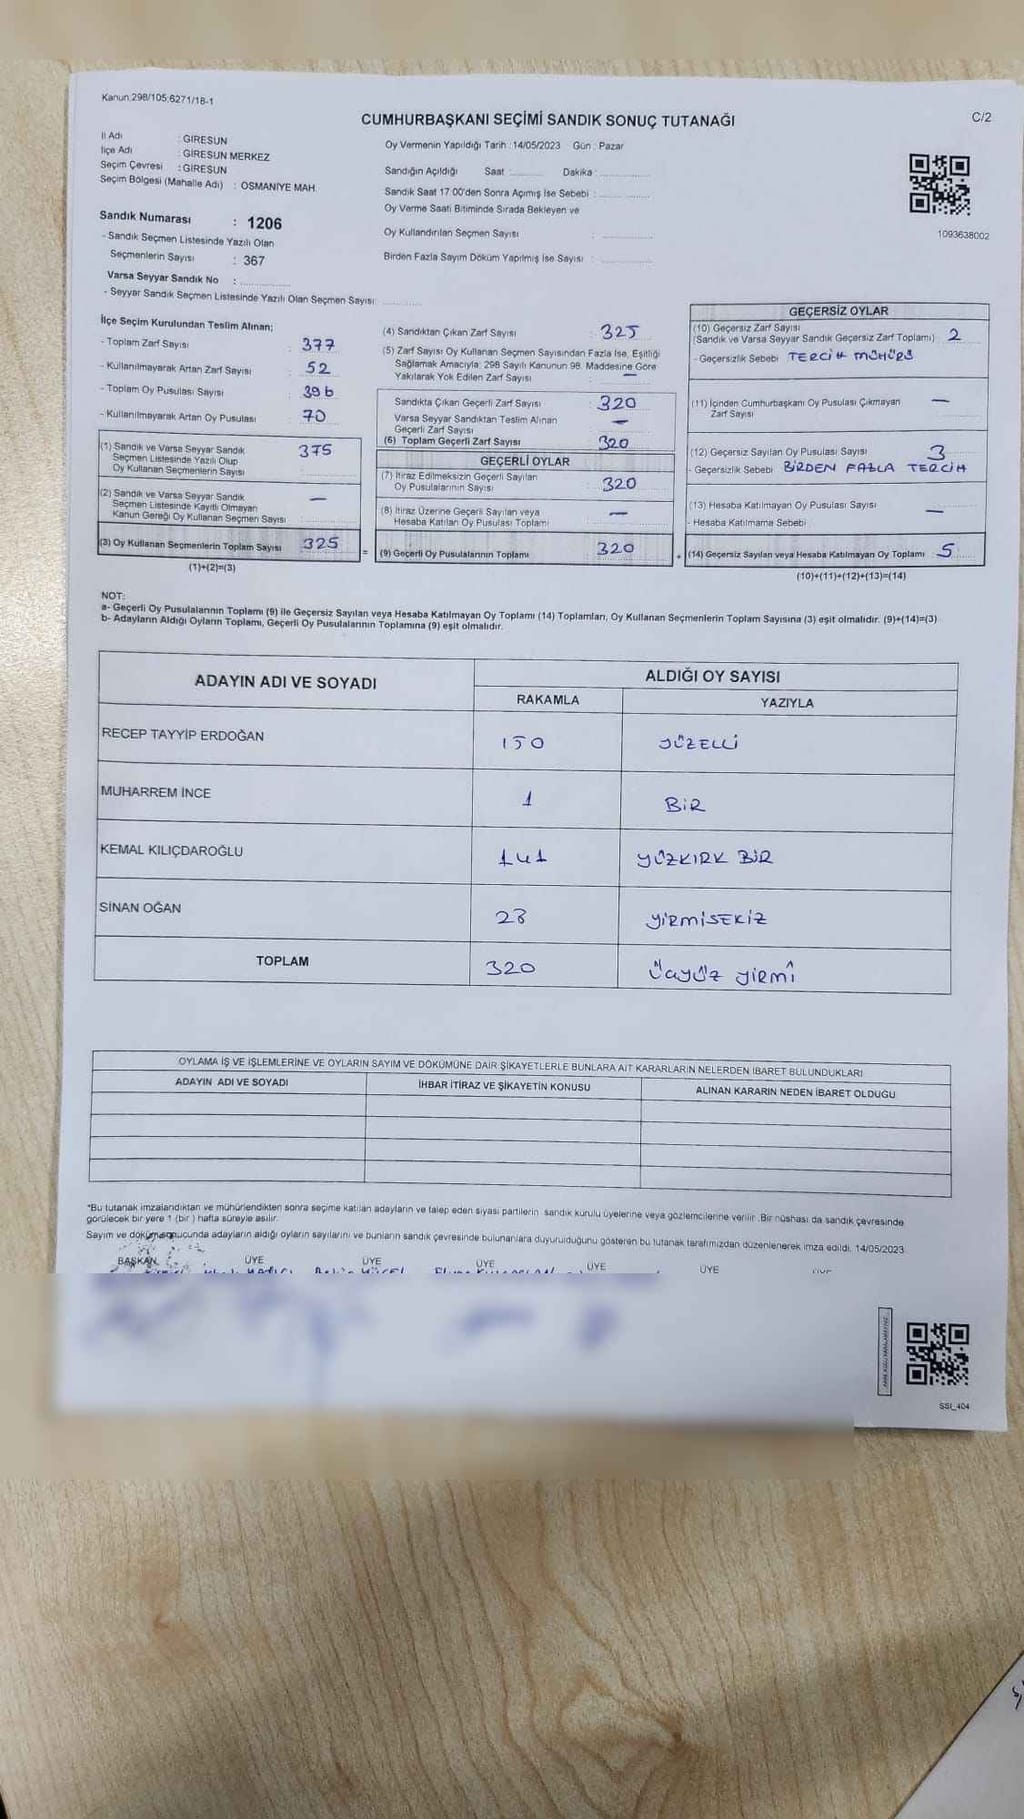 Kanun:298/105;6271/18-1
CUMHURBAŞKANI SEÇİMİ SANDIK SONUÇ TUTANAĞI
C/2
İl Adı : GİRESUN
İlçe Adı : GİRESUN MERKEZ
Seçim Çevresi : GİRESUN
Seçim Bölgesi (Mahalle Adı) : OSMANİYE MAH.
Sandık Numarası : 1206
- Sandık Seçmen Listesinde Yazılı Olan
Seçmenlerin Sayısı : 367
Varsa Seyyar Sandık No :
- Seyyar Sandık Seçmen Listesinde Yazılı Olan Seçmen Sayısı:
Oy Vermenin Yapıldığı Tarih :14/05/2023 Gün : Pazar
Sandığın Açıldığı Saat : Dakika :
Sandık Saat 17.00'den Sonra Açılmış İse Sebebi :
Oy Verme Saati Bitiminde Sırada Bekleyen ve
Oy Kullandırılan Seçmen Sayısı :
Birden Fazla Sayım Döküm Yapılmış İse Sayısı :
1093638002
İlçe Seçim Kurulundan Teslim Alınan;
- Toplam Zarf Sayısı : 377
- Kullanılmayarak Artan Zarf Sayısı : 52
- Toplam Oy Pusulası Sayısı : 396
- Kullanılmayarak Artan Oy Pusulası : 70
(1) Sandık ve Varsa Seyyar Sandık
Seçmen Listesinde Yazılı Olup
Oy Kullanan Seçmenlerin Sayısı : 375
(2) Sandık ve Varsa Seyyar Sandık
Seçmen Listesinde Kayıtlı Olmayan
Kanun Gereği Oy Kullanan Seçmen Sayısı : —
(3) Oy Kullanan Seçmenlerin Toplam Sayısı : 325
(1)+(2)=(3)
(4) Sandıktan Çıkan Zarf Sayısı : 325
(5) Zarf Sayısı Oy Kullanan Seçmen Sayısından Fazla İse, Eşitliği
Sağlamak Amacıyla, 298 Sayılı Kanunun 98. Maddesine Göre
Yakılarak Yok Edilen Zarf Sayısı : —
Sandıkta Çıkan Geçerli Zarf Sayısı : 320
Varsa Seyyar Sandıktan Teslim Alınan
Geçerli Zarf Sayısı : —
(6) Toplam Geçerli Zarf Sayısı : 320
GEÇERLİ OYLAR
(7) İtiraz Edilmeksizin Geçerli Sayılan
Oy Pusulalarının Sayısı : 320
(8) İtiraz Üzerine Geçerli Sayılan veya
Hesaba Katılan Oy Pusulası Toplamı : —
= (9) Geçerli Oy Pusulalarının Toplamı : 320
GEÇERSİZ OYLAR
(10) Geçersiz Zarf Sayısı
(Sandık ve Varsa Seyyar Sandık Geçersiz Zarf Toplamı) : 2
- Geçersizlik Sebebi : TERCİH MÜHÜRÜ
(11) İçinden Cumhurbaşkanı Oy Pusulası Çıkmayan
Zarf Sayısı : —
(12) Geçersiz Sayılan Oy Pusulası Sayısı : 3
- Geçersizlik Sebebi : BİRDEN FAZLA TERCİH
(13) Hesaba Katılmayan Oy Pusulası Sayısı : —
- Hesaba Katılmama Sebebi :
+ (14) Geçersiz Sayılan veya Hesaba Katılmayan Oy Toplamı : 5
(10)+(11)+(12)+(13)=(14)
NOT:
a- Geçerli Oy Pusulalarının Toplamı (9) ile Geçersiz Sayılan veya Hesaba Katılmayan Oy Toplamı (14) Toplamları, Oy Kullanan Seçmenlerin Toplam Sayısına (3) eşit olmalıdır. (9)+(14)=(3)
b- Adayların Aldığı Oyların Toplamı, Geçerli Oy Pusulalarının Toplamına (9) eşit olmalıdır.
ADAYIN ADI VE SOYADI
ALDIĞI OY SAYISI
RAKAMLA YAZIYLA
RECEP TAYYİP ERDOĞAN 150 YÜZELLİ
MUHARREM İNCE 1 BİR
KEMAL KILIÇDAROĞLU 141 YÜZKIRK BİR
SİNAN OĞAN 28 YİRMİSEKİZ
TOPLAM 320 ÜÇYÜZ YİRMİ
OYLAMA İŞ VE İŞLEMLERİNE VE OYLARIN SAYIM VE DÖKÜMÜNE DAİR ŞİKAYETLERLE BUNLARA AİT KARARLARIN NELERDEN İBARET BULUNDUKLARI
ADAYIN ADI VE SOYADI İHBAR İTİRAZ VE ŞİKAYETİN KONUSU ALINAN KARARIN NEDEN İBARET OLDUĞU
*Bu tutanak imzalandıktan ve mühürlendikten sonra seçime katılan adayların ve talep eden siyasi partilerin sandık kurulu üyelerine veya gözlemcilerine verilir. Bir nüshası da sandık çevresinde
görülecek bir yere 1 (bir) hafta süreyle asılır.
Sayım ve döküm sonucunda adayların aldığı oyların sayılarını ve bunların sandık çevresinde bulunanlara duyurulduğunu gösteren bu tutanak tarafımızdan düzenlenerek imza edildi. 14/05/2023
BAŞKAN ÜYE ÜYE ÜYE ÜYE ÜYE
SSI_404